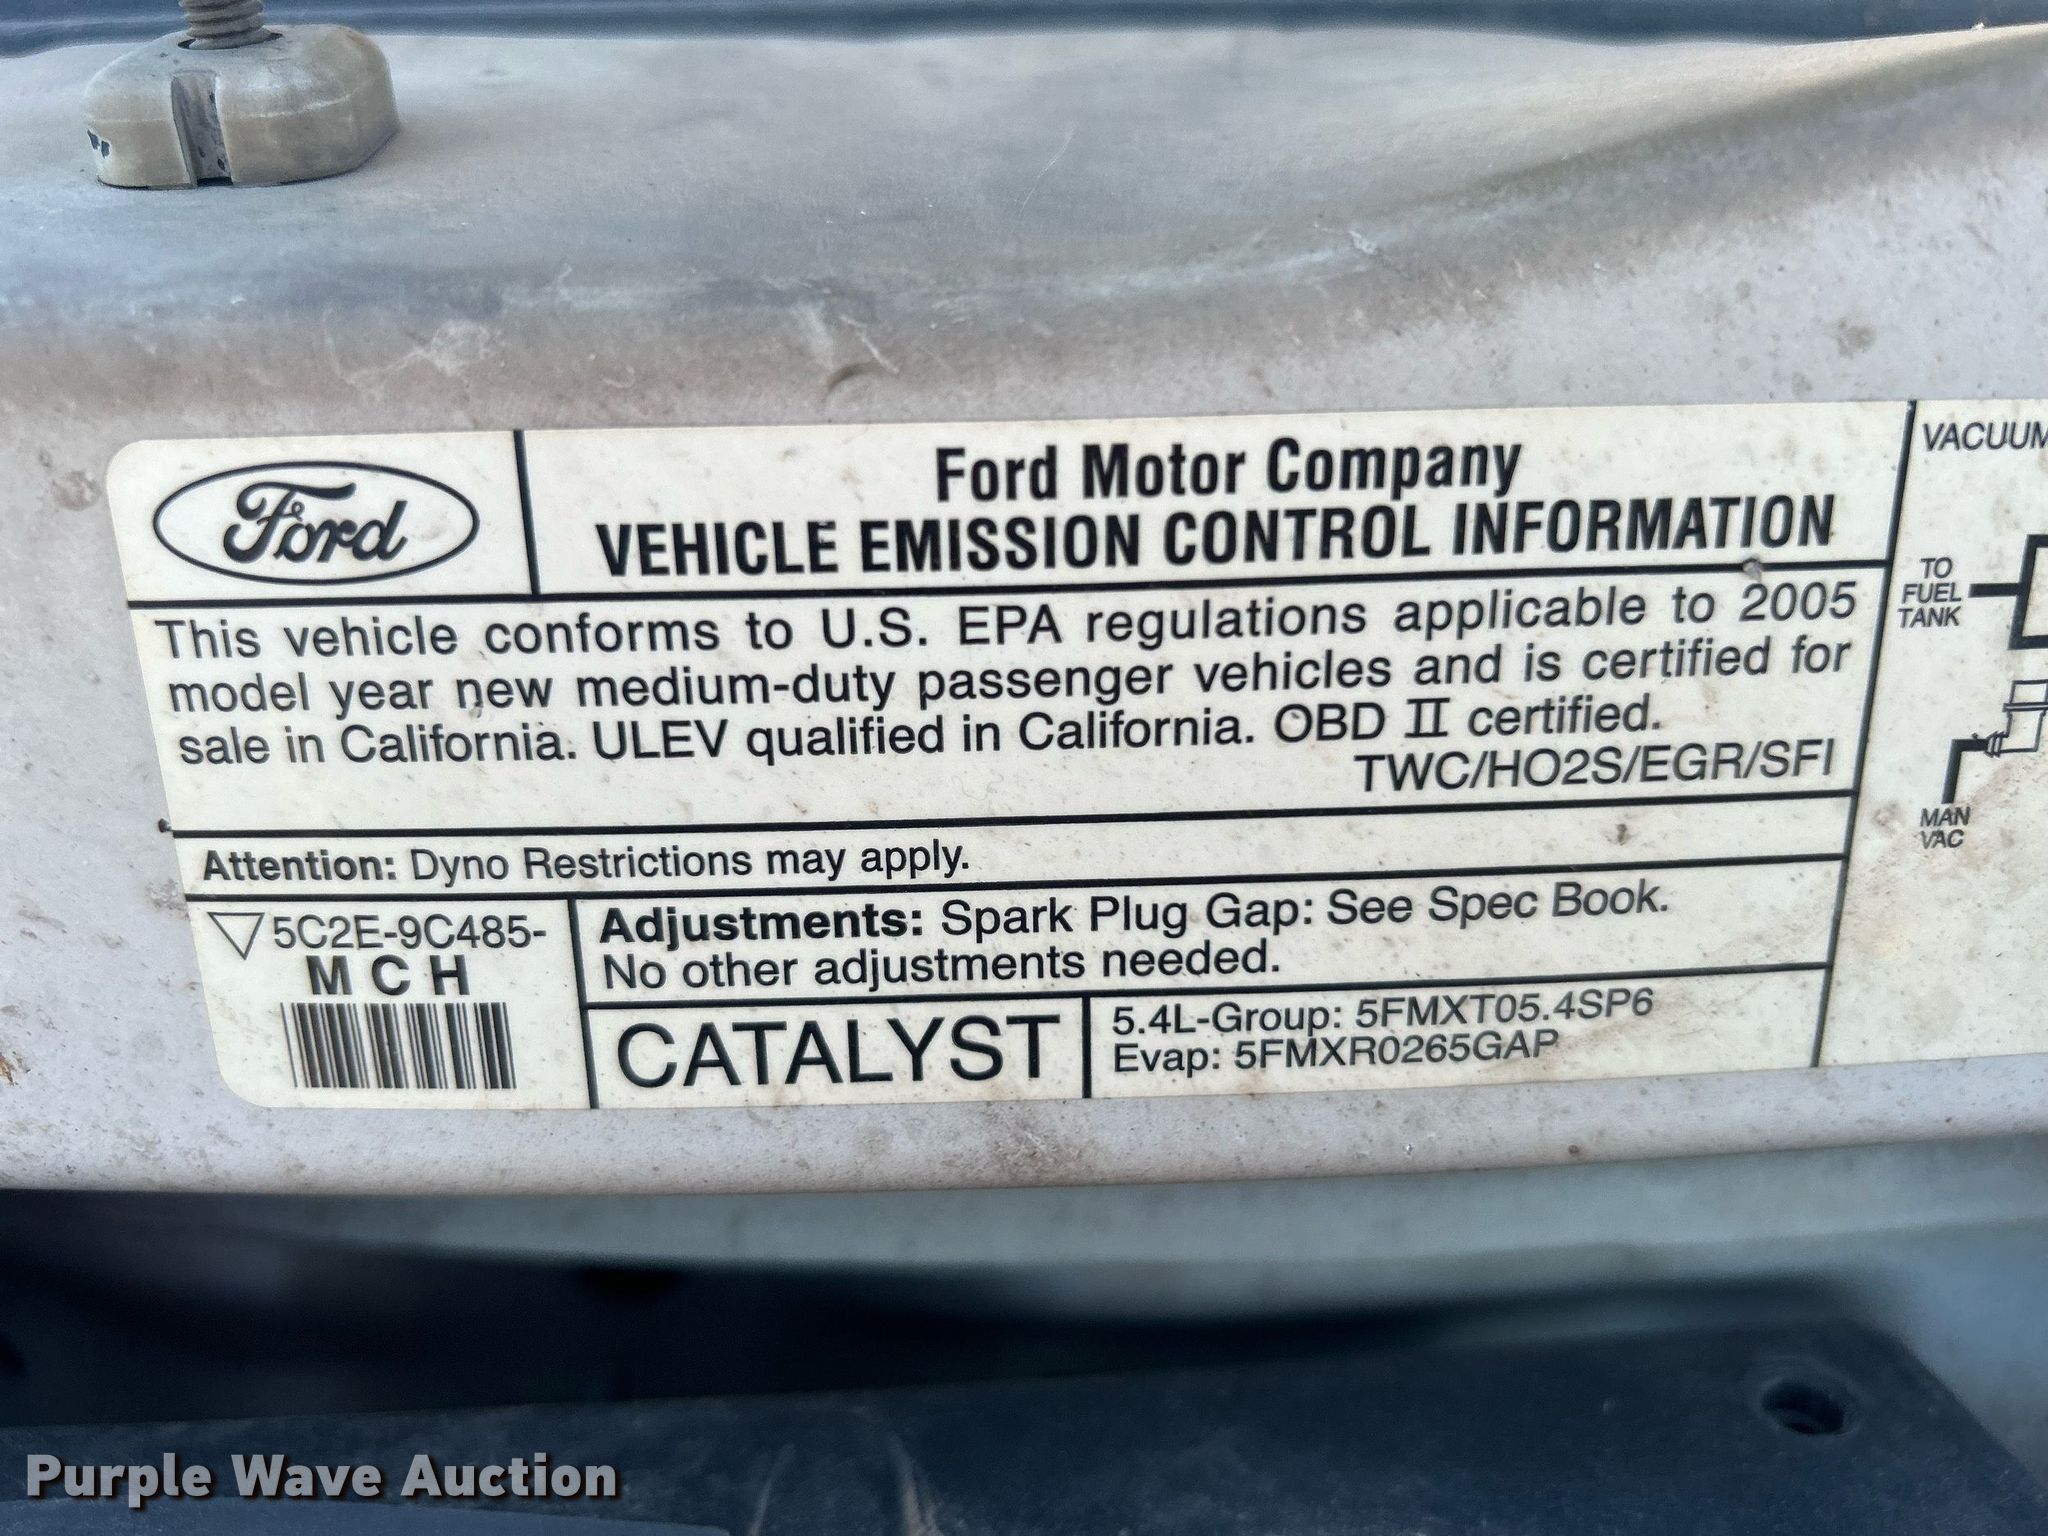 Ford
Ford Motor Company
VEHICLE EMISSION CONTROL INFORMATION
This vehicle conforms to U.S. EPA regulations applicable to 2005
model year new medium-duty passenger vehicles and is certified for
sale in California. ULEV qualified in California. OBD II certified.
TWC/HO2S/EGR/SFI
Attention: Dyno Restrictions may apply.
5C2E-9C485-
M C H
Adjustments: Spark Plug Gap: See Spec Book.
No other adjustments needed.
CATALYST
5.4L-Group: 5FMXT05.4SP6
Evap: 5FMXR0265GAP
VACUUM
TO
FUEL
TANK
MAN
VAC
Purple Wave Auction